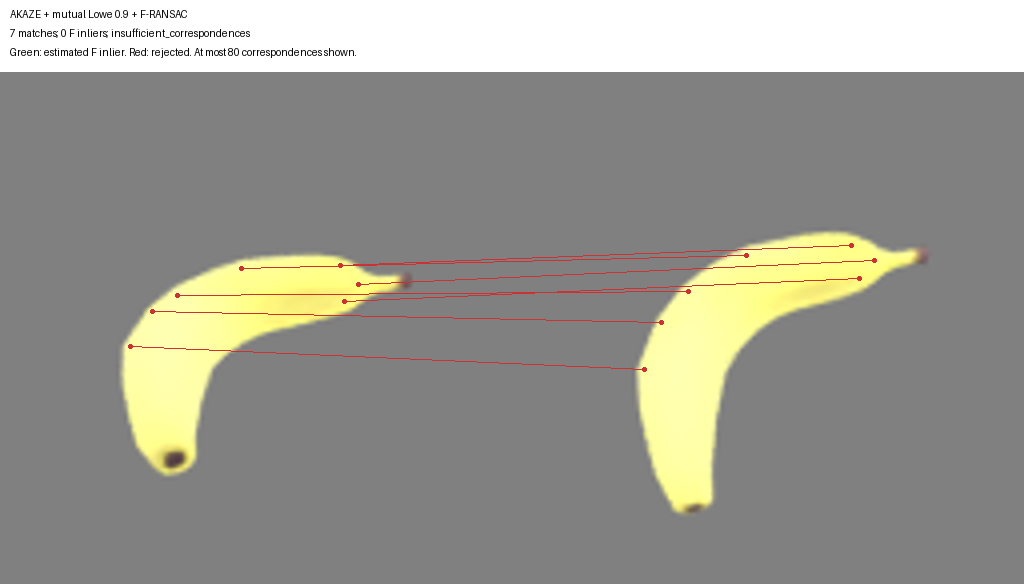 AKAZE + mutual Lowe 0.9 + F-RANSAC
7 matches; 0 F inliers; insufficient_correspondences
Green: estimated F inlier. Red: rejected. At most 80 correspondences shown.